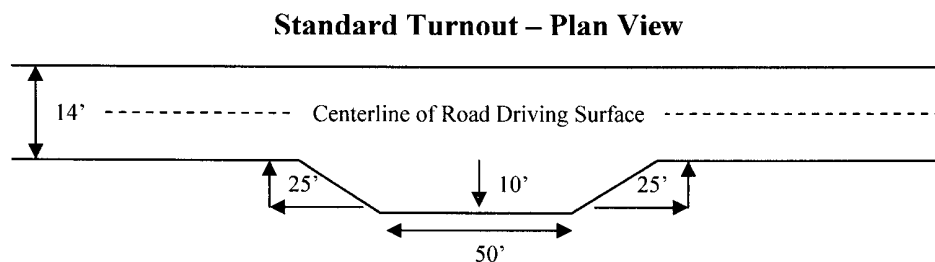 Standard Turnout – Plan View
14’
Centerline of Road Driving Surface
25’
10’
25’
50’